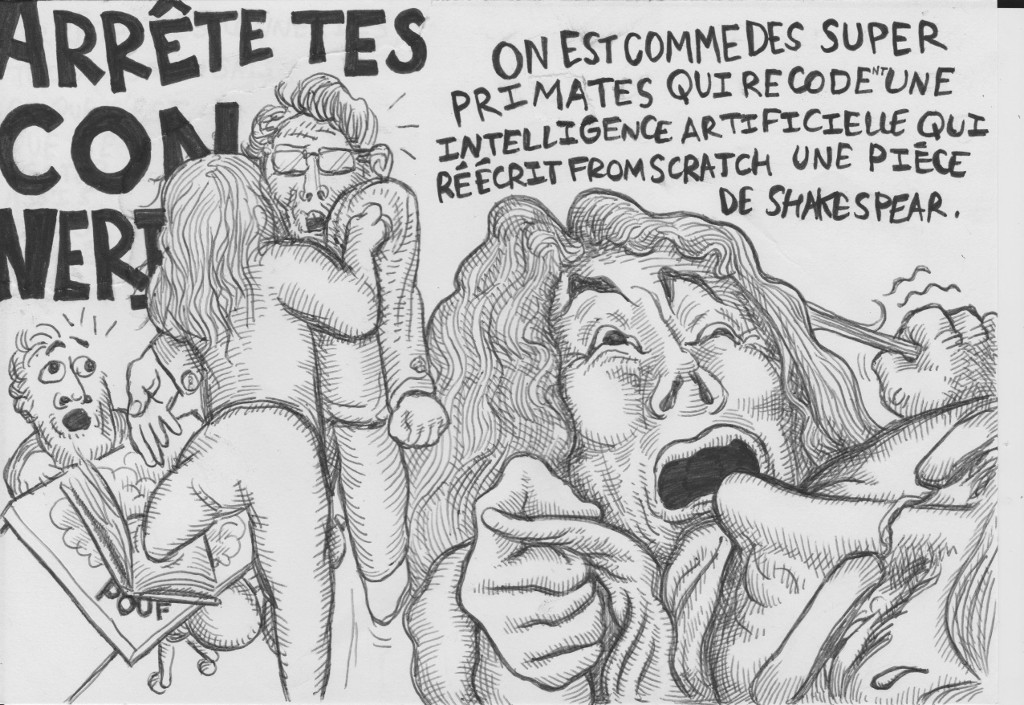 ARRÊTE TES
CON
NERI
ON EST COMME DES SUPER
PRIMATES QUI RECODENT UNE
INTELLIGENCE ARTIFICIELLE QUI
RÉÉCRIT FROM SCRATCH UNE PIÈCE
DE SHAKESPEAR.
POUF